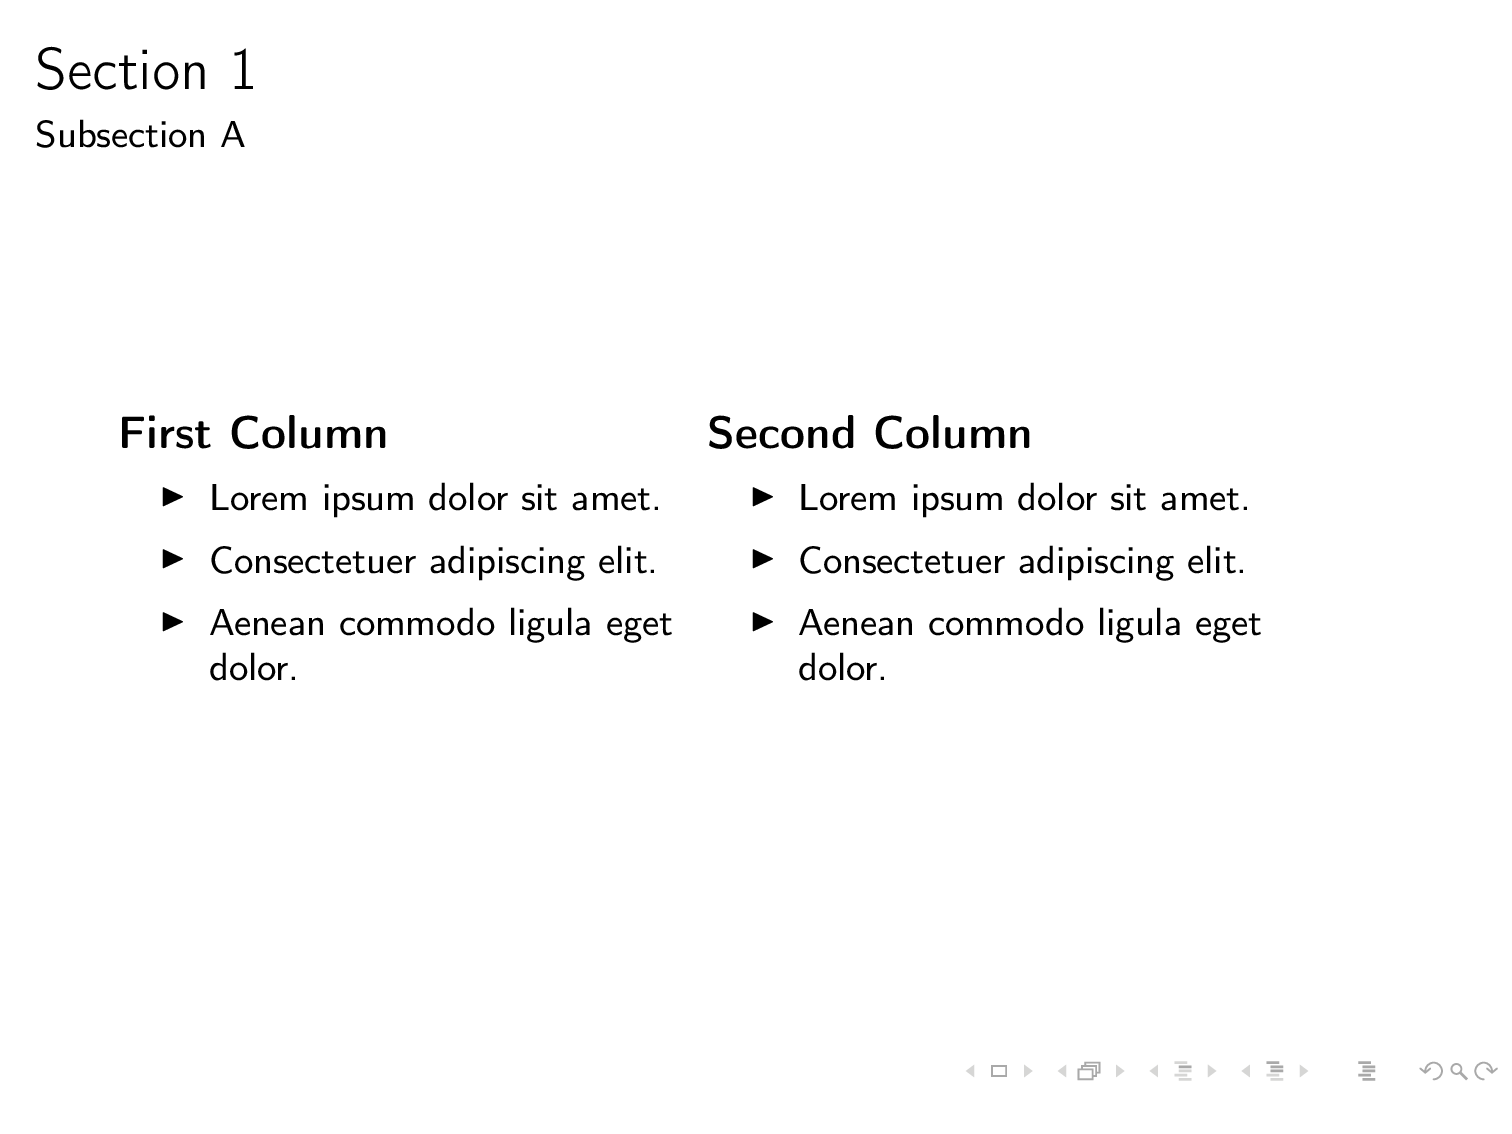 Section 1
Subsection A
First Column
Lorem ipsum dolor sit amet.
Consectetuer adipiscing elit.
Aenean commodo ligula eget
dolor.
Second Column
Lorem ipsum dolor sit amet.
Consectetuer adipiscing elit.
Aenean commodo ligula eget
dolor.